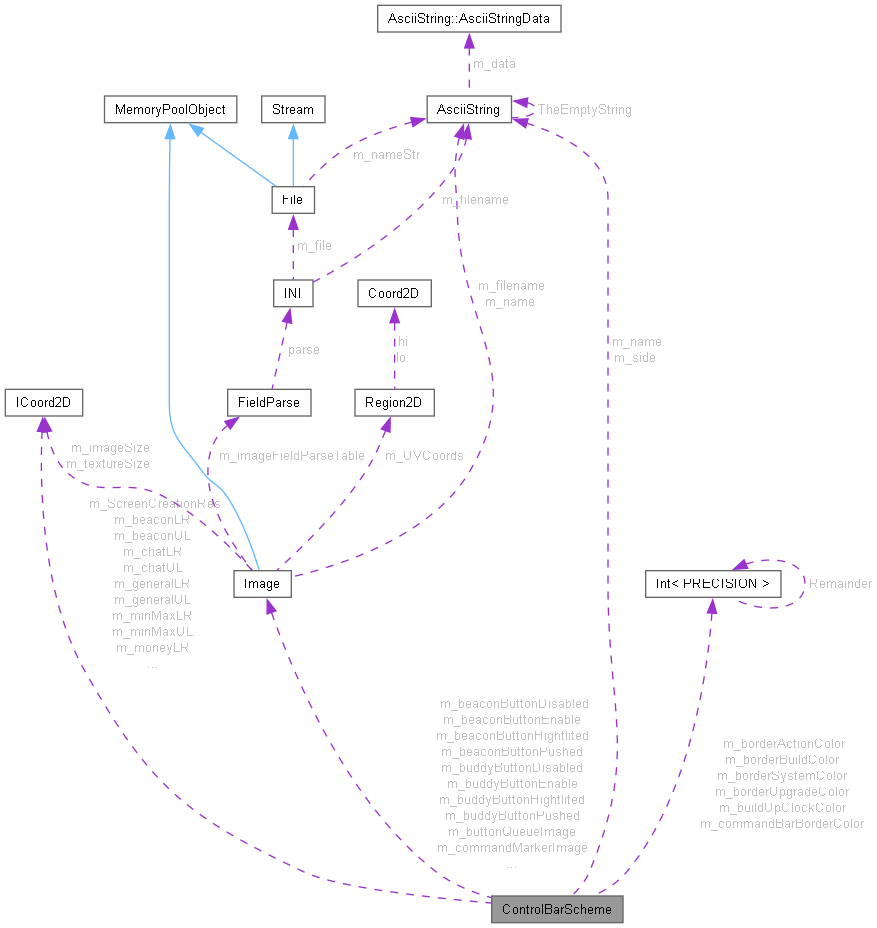 AsciiString::AsciiStringData
m_data
MemoryPoolObject
Stream
AsciiString
TheEmptyString
m_nameStr
File
m_filename
m_file
INI
Coord2D
m_filename
m_name
hi
lo
parse
m_name
m_side
ICoord2D
FieldParse
Region2D
m_imageSize
m_textureSize
m_imageFieldParseTable
m_UVCoords
m_ScreenCreationRes
m_beaconLR
m_beaconUL
m_chatLR
m_chatUL
m_generalLR
m_generalUL
m_minMaxLR
m_minMaxUL
m_moneyLR
...
Image
Int< PRECISION >
Remainder
m_beaconButtonDisabled
m_beaconButtonEnable
m_beaconButtonHightlited
m_beaconButtonPushed
m_buddyButtonDisabled
m_buddyButtonEnable
m_buddyButtonHightlited
m_buddyButtonPushed
m_buttonQueueImage
m_commandMarkerImage
...
m_borderActionColor
m_borderBuildColor
m_borderSystemColor
m_borderUpgradeColor
m_buildUpClockColor
m_commandBarBorderColor
ControlBarScheme